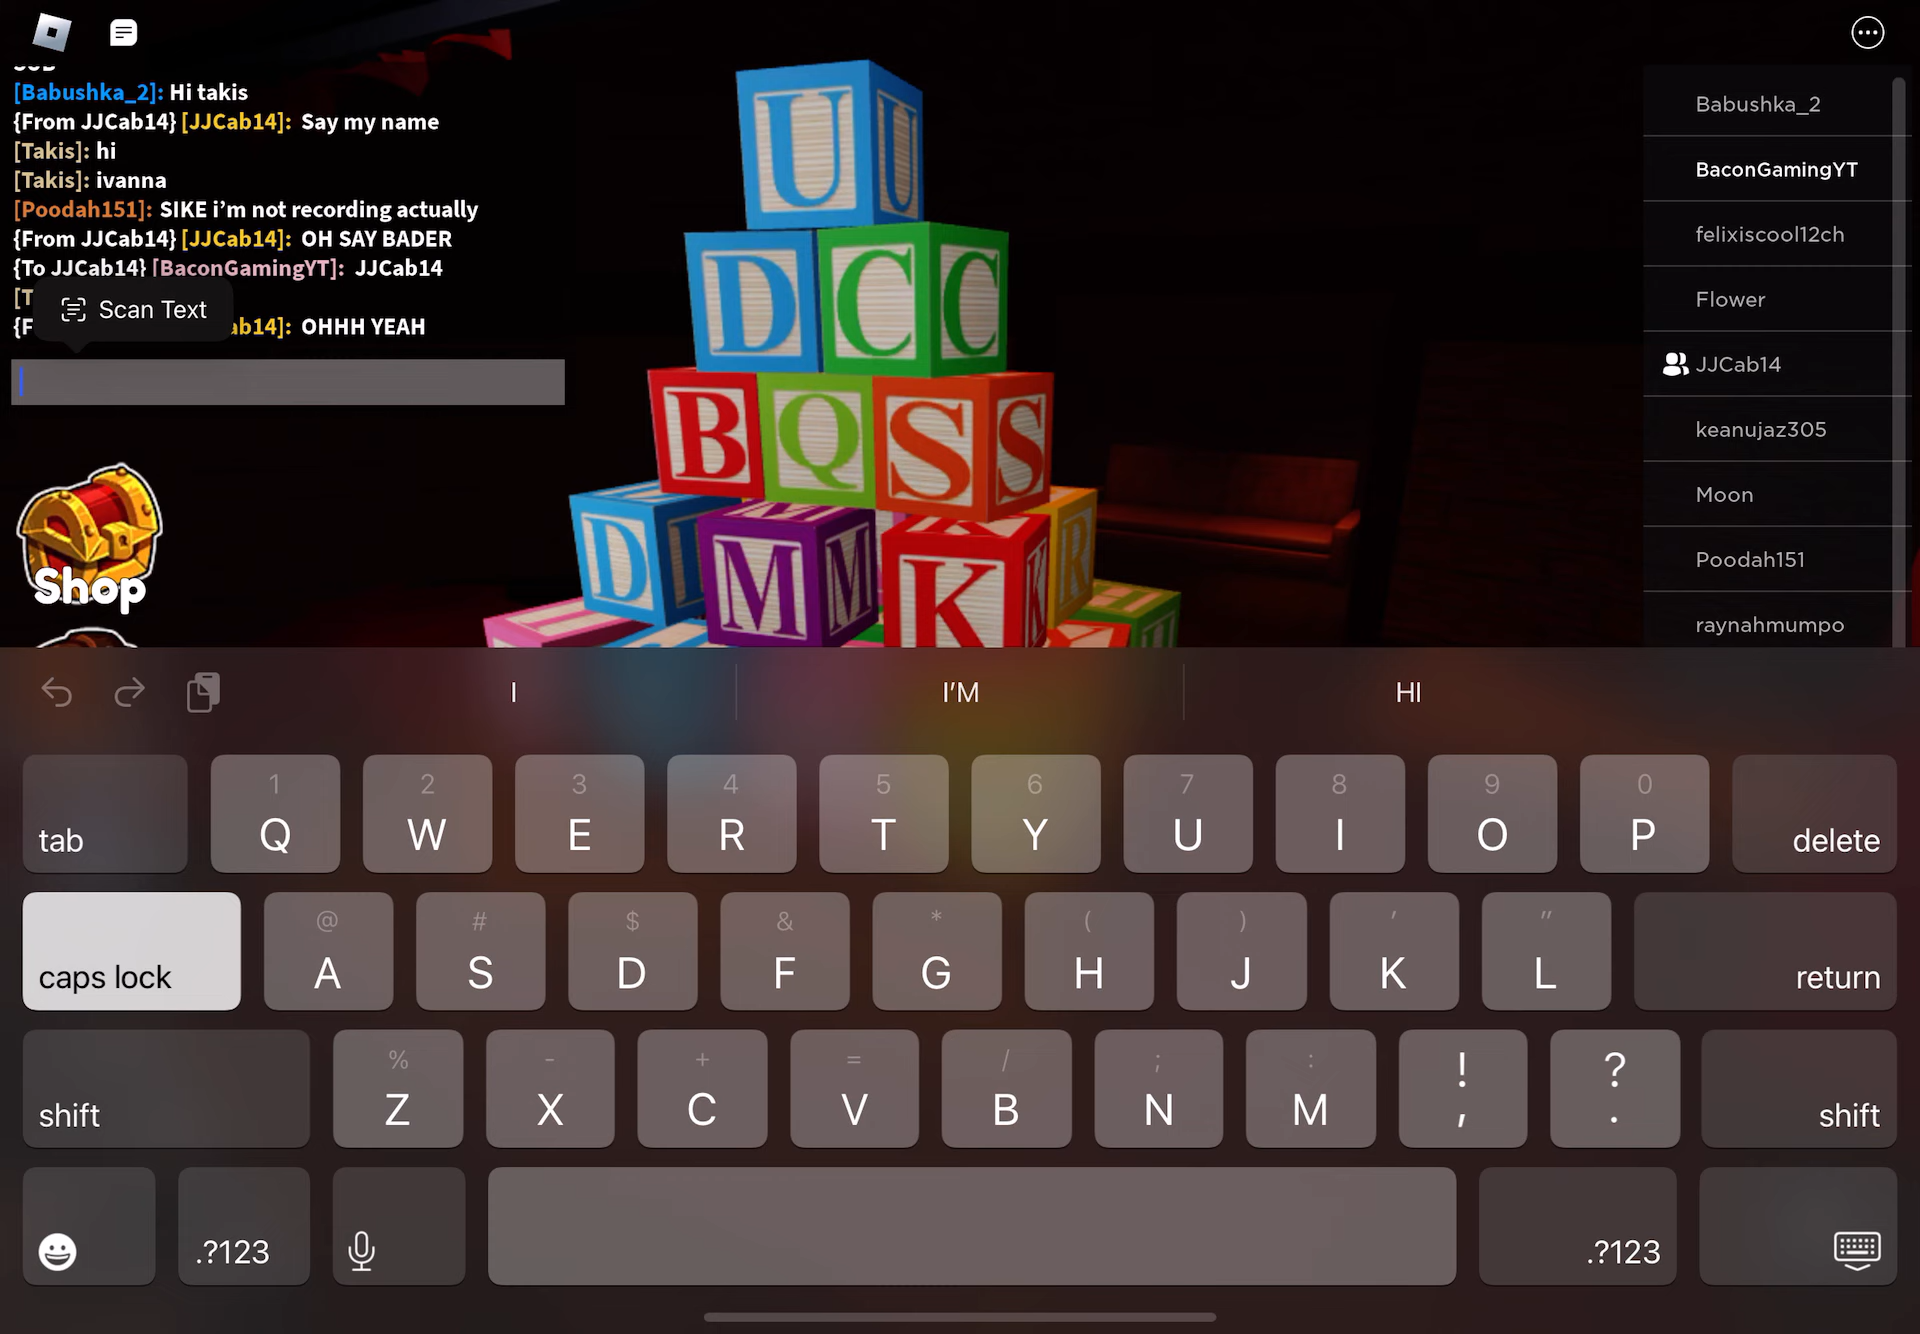 [Babushka_2]: Hi takis
{From JJCab14} [JJCab14]: Say my name
[Takis]: hi
[Takis]: ivanna
[Poodah151]: SIKE i'm not recording actually
{From JJCab14} [JJCab14]: OH SAY BADER
{To JJCab14} [BaconGamingYT]: JJCab14
[T
Scan Text
{F ab14]: OHHH YEAH
Shop
U U
D C C
B Q S S
D M M K K R
Babushka_2
BaconGamingYT
felixiscool12ch
Flower
JJCab14
keanujaz305
Moon
Poodah151
raynahmumpo
I I'M HI
1 2 3 4 5 6 7 8 9 0
tab Q W E R T Y U I O P delete
@ # $ & * ( ) ' "
caps lock A S D F G H J K L return
% - + = / ; : ! ?
shift Z X C V B N M , . shift
.?123 .?123